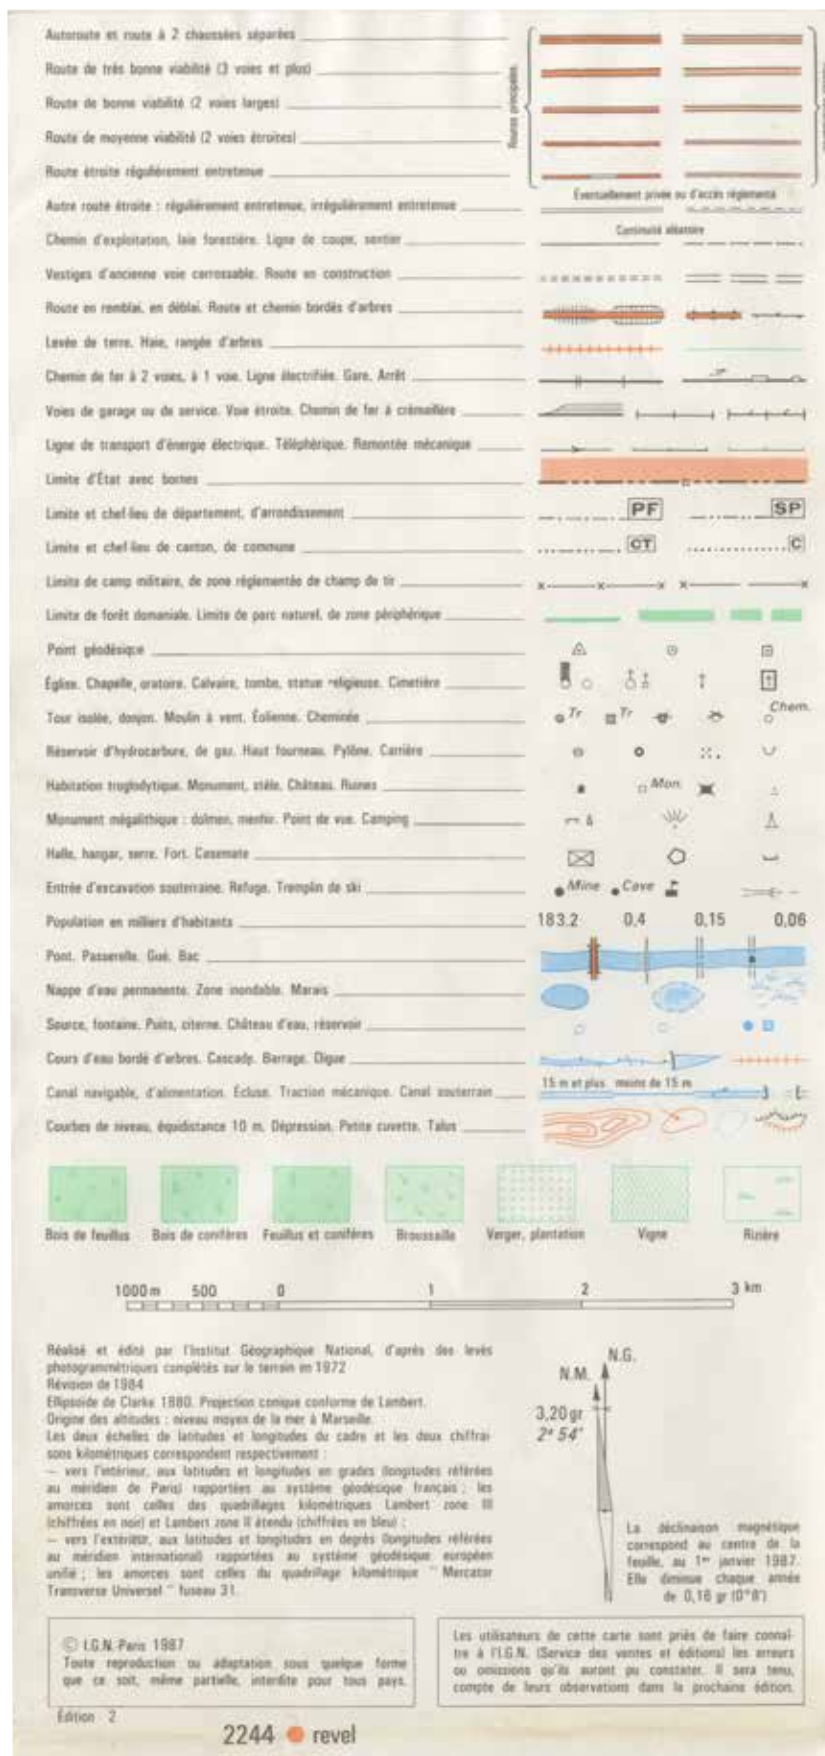 Autoroute et route à 2 chaussées séparées
Route de très bonne viabilité (3 voies et plus)
Route de bonne viabilité (2 voies larges)
Route de moyenne viabilité (2 voies étroites)
Route étroite régulièrement entretenue
Routes principales
Éventuellement privée ou d'accès réglementé
Autre route étroite : régulièrement entretenue, irrégulièrement entretenue
Continuité aléatoire
Chemin d'exploitation, laie forestière. Ligne de coupe, sentier
Vestiges d'ancienne voie carrossable. Route en construction
Route en remblai, en déblai. Route et chemin bordés d'arbres
Levée de terre. Haie, rangée d'arbres
Chemin de fer à 2 voies, à 1 voie. Ligne électrifiée. Gare. Arrêt
Voies de garage ou de service. Voie étroite. Chemin de fer à crémaillère
Ligne de transport d'énergie électrique. Téléphérique. Remontée mécanique
Limite d'État avec bornes
Limite et chef-lieu de département, d'arrondissement PF SP
Limite et chef-lieu de canton, de commune CT C
Limite de camp militaire, de zone réglementée de champ de tir
Limite de forêt domaniale. Limite de parc naturel, de zone périphérique
Point géodésique
Église. Chapelle, oratoire. Calvaire, tombe, statue religieuse. Cimetière
Tour isolée, donjon. Moulin à vent. Éolienne. Cheminée Tr Tr Chem.
Réservoir d'hydrocarbure, de gaz. Haut fourneau. Pylône. Carrière
Habitation troglodytique. Monument, stèle. Château. Ruines Mon.
Monument mégalithique : dolmen, menhir. Point de vue. Camping
Halle, hangar, serre. Fort. Casemate
Entrée d'excavation souterraine. Refuge. Tremplin de ski Mine Cave
Population en milliers d'habitants 183.2 0,4 0,15 0,06
Pont. Passerelle. Gué. Bac
Nappe d'eau permanente. Zone inondable. Marais
Source, fontaine. Puits, citerne. Château d'eau, réservoir
Cours d'eau bordé d'arbres. Cascade. Barrage. Digue
Canal navigable, d'alimentation. Écluse. Traction mécanique. Canal souterrain 15 m et plus moins de 15 m
Courbes de niveau, équidistance 10 m. Dépression. Petite cuvette. Talus
Bois de feuillus Bois de conifères Feuillus et conifères Broussaille Verger, plantation Vigne Rizière
1000 m 500 0 1 2 3 km
Réalisé et édité par l'Institut Géographique National, d'après des levés
photogrammétriques complétés sur le terrain en 1972
Révision de 1984
Ellipsoïde de Clarke 1880. Projection conique conforme de Lambert.
Origine des altitudes : niveau moyen de la mer à Marseille.
Les deux échelles de latitudes et longitudes du cadre et les deux chiffrai-
sons kilométriques correspondent respectivement :
— vers l'intérieur, aux latitudes et longitudes en grades (longitudes référées
au méridien de Paris) rapportées au système géodésique français ; les
amorces sont celles des quadrillages kilométriques Lambert zone III
(chiffrées en noir) et Lambert zone II étendu (chiffrées en bleu) ;
— vers l'extérieur, aux latitudes et longitudes en degrés (longitudes référées
au méridien international) rapportées au système géodésique européen
unifié ; les amorces sont celles du quadrillage kilométrique " Mercator
Transverse Universel " fuseau 31.
N.G.
N.M.
3,20 gr
2° 54'
La déclinaison magnétique
correspond au centre de la
feuille, au 1er janvier 1987.
Elle diminue chaque année
de 0,16 gr (0°8')
© I.G.N. Paris 1987
Toute reproduction ou adaptation sous quelque forme
que ce soit, même partielle, interdite pour tous pays.
Les utilisateurs de cette carte sont priés de faire connaî-
tre à l'I.G.N. (Service des ventes et éditions) les erreurs
ou omissions qu'ils auront pu constater. Il sera tenu,
compte de leurs observations dans la prochaine édition.
Édition 2
2244 revel